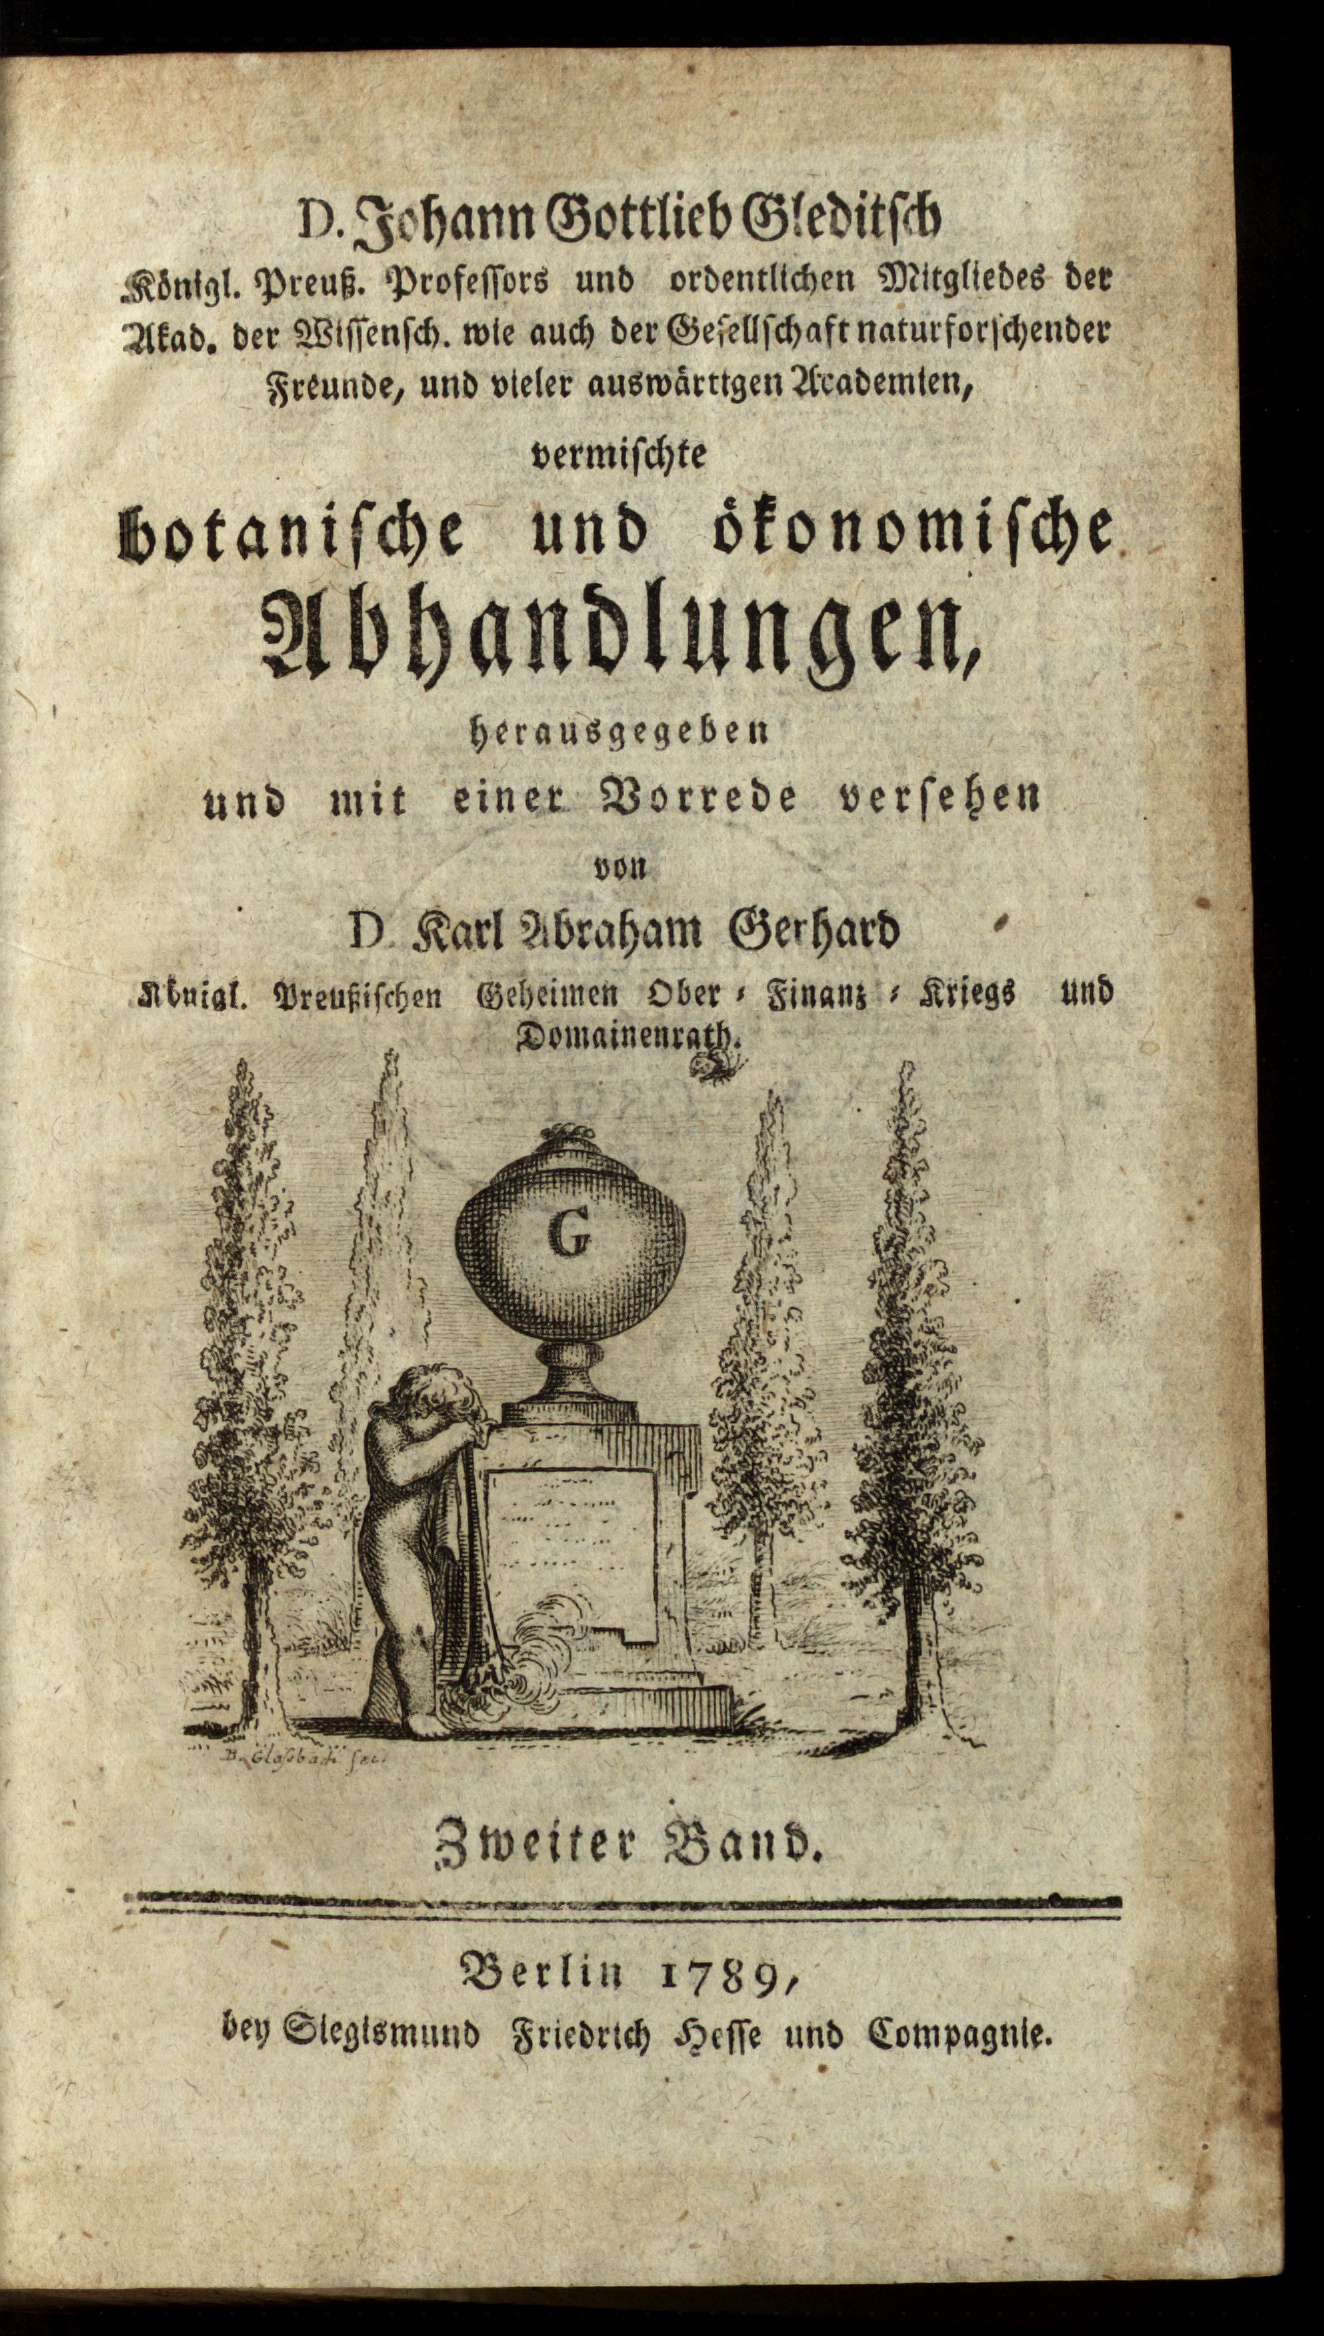 D. Johann Gottlieb Gleditsch
Königl. Preuß. Professors und ordentlichen Mitgliedes der
Akad. der Wissensch. wie auch der Gesellschaft naturforschender
Freunde, und vieler auswärtigen Academien,
vermischte
botanische und ökonomische
Abhandlungen,
herausgegeben
und mit einer Vorrede versehen
von
D. Karl Abraham Gerhard
Königl. Preußischen Geheimen Ober- Finanz- Kriegs und
Domainenrath.
G
B. Glasbach fec.
Zweiter Band.
Berlin 1789,
bey Siegismund Friedrich Hesse und Compagnie.